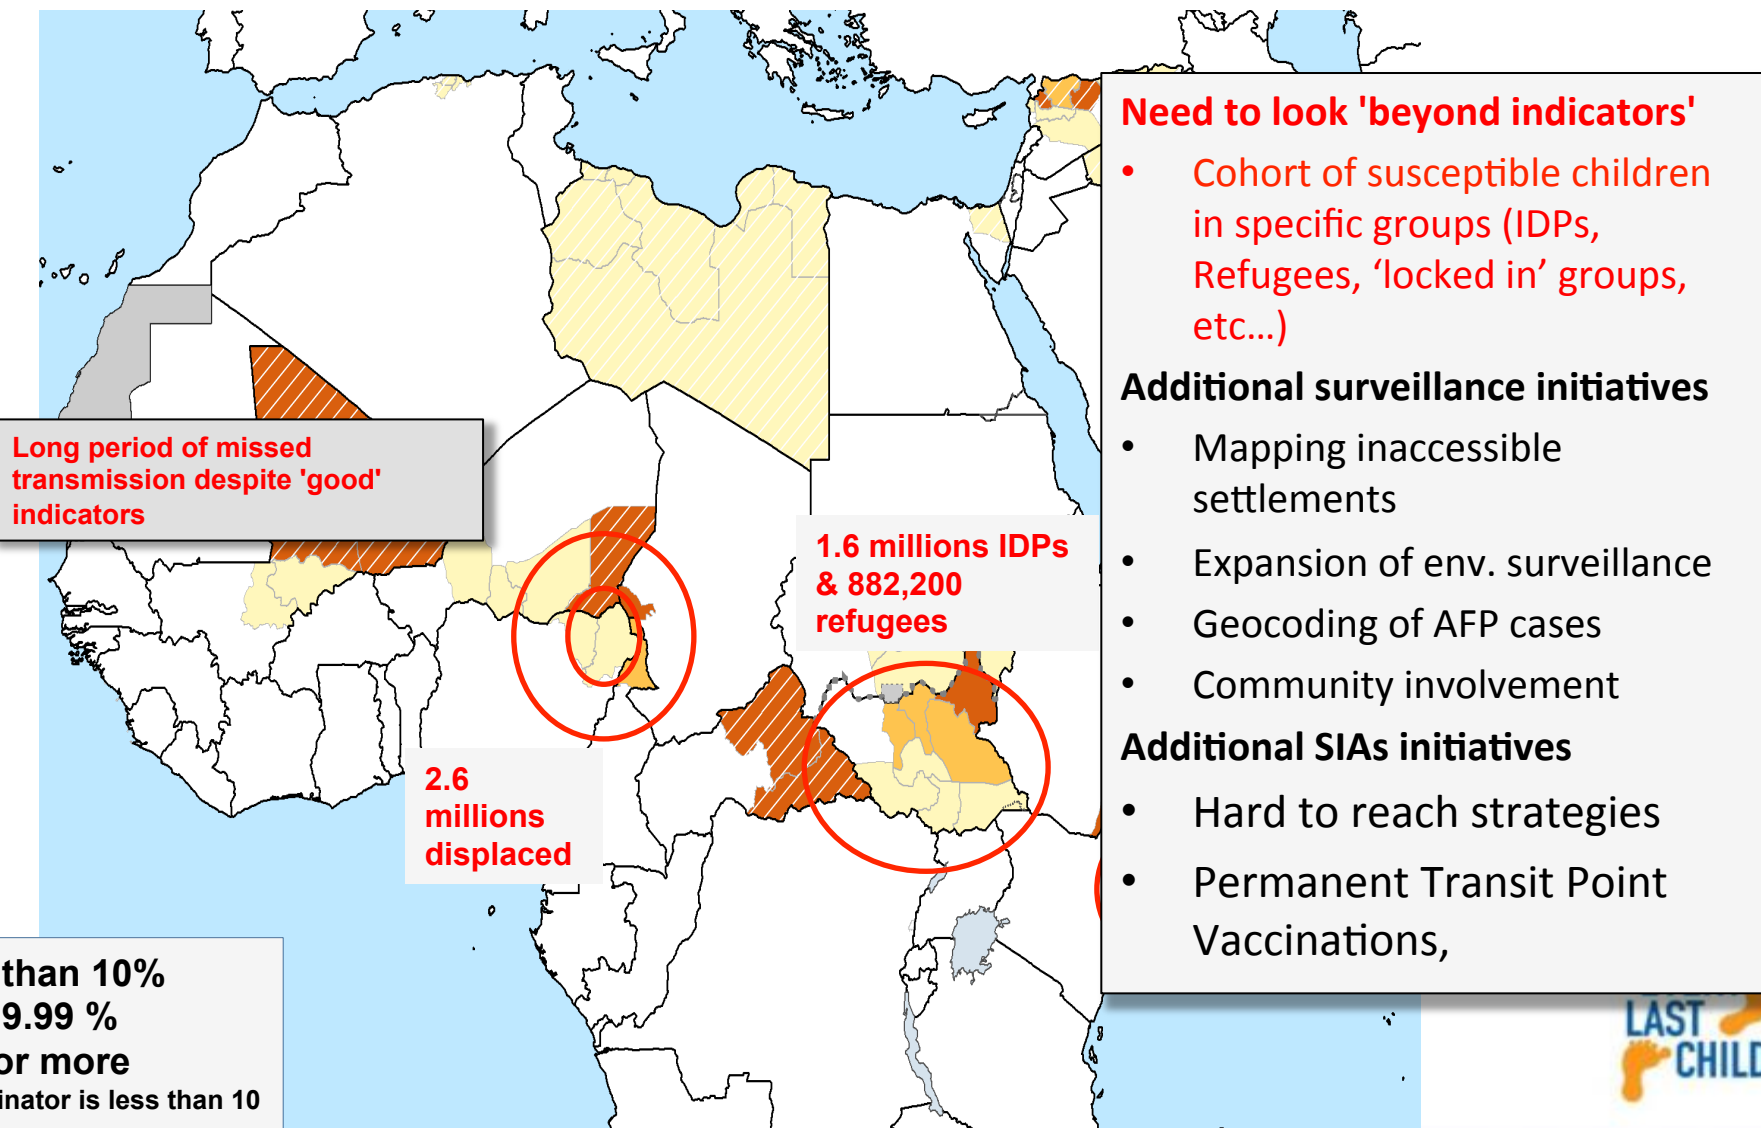 Need to look 'beyond indicators'
• Cohort of susceptible children
in specific groups (IDPs,
Refugees, ‘locked in’ groups,
etc…)
Additional surveillance initiatives
• Mapping inaccessible
settlements
• Expansion of env. surveillance
• Geocoding of AFP cases
• Community involvement
Additional SIAs initiatives
• Hard to reach strategies
• Permanent Transit Point
Vaccinations,
Long period of missed
transmission despite 'good'
indicators
1.6 millions IDPs
& 882,200
refugees
2.6
millions
displaced
than 10%
9.99 %
or more
inator is less than 10
LAST
CHILD